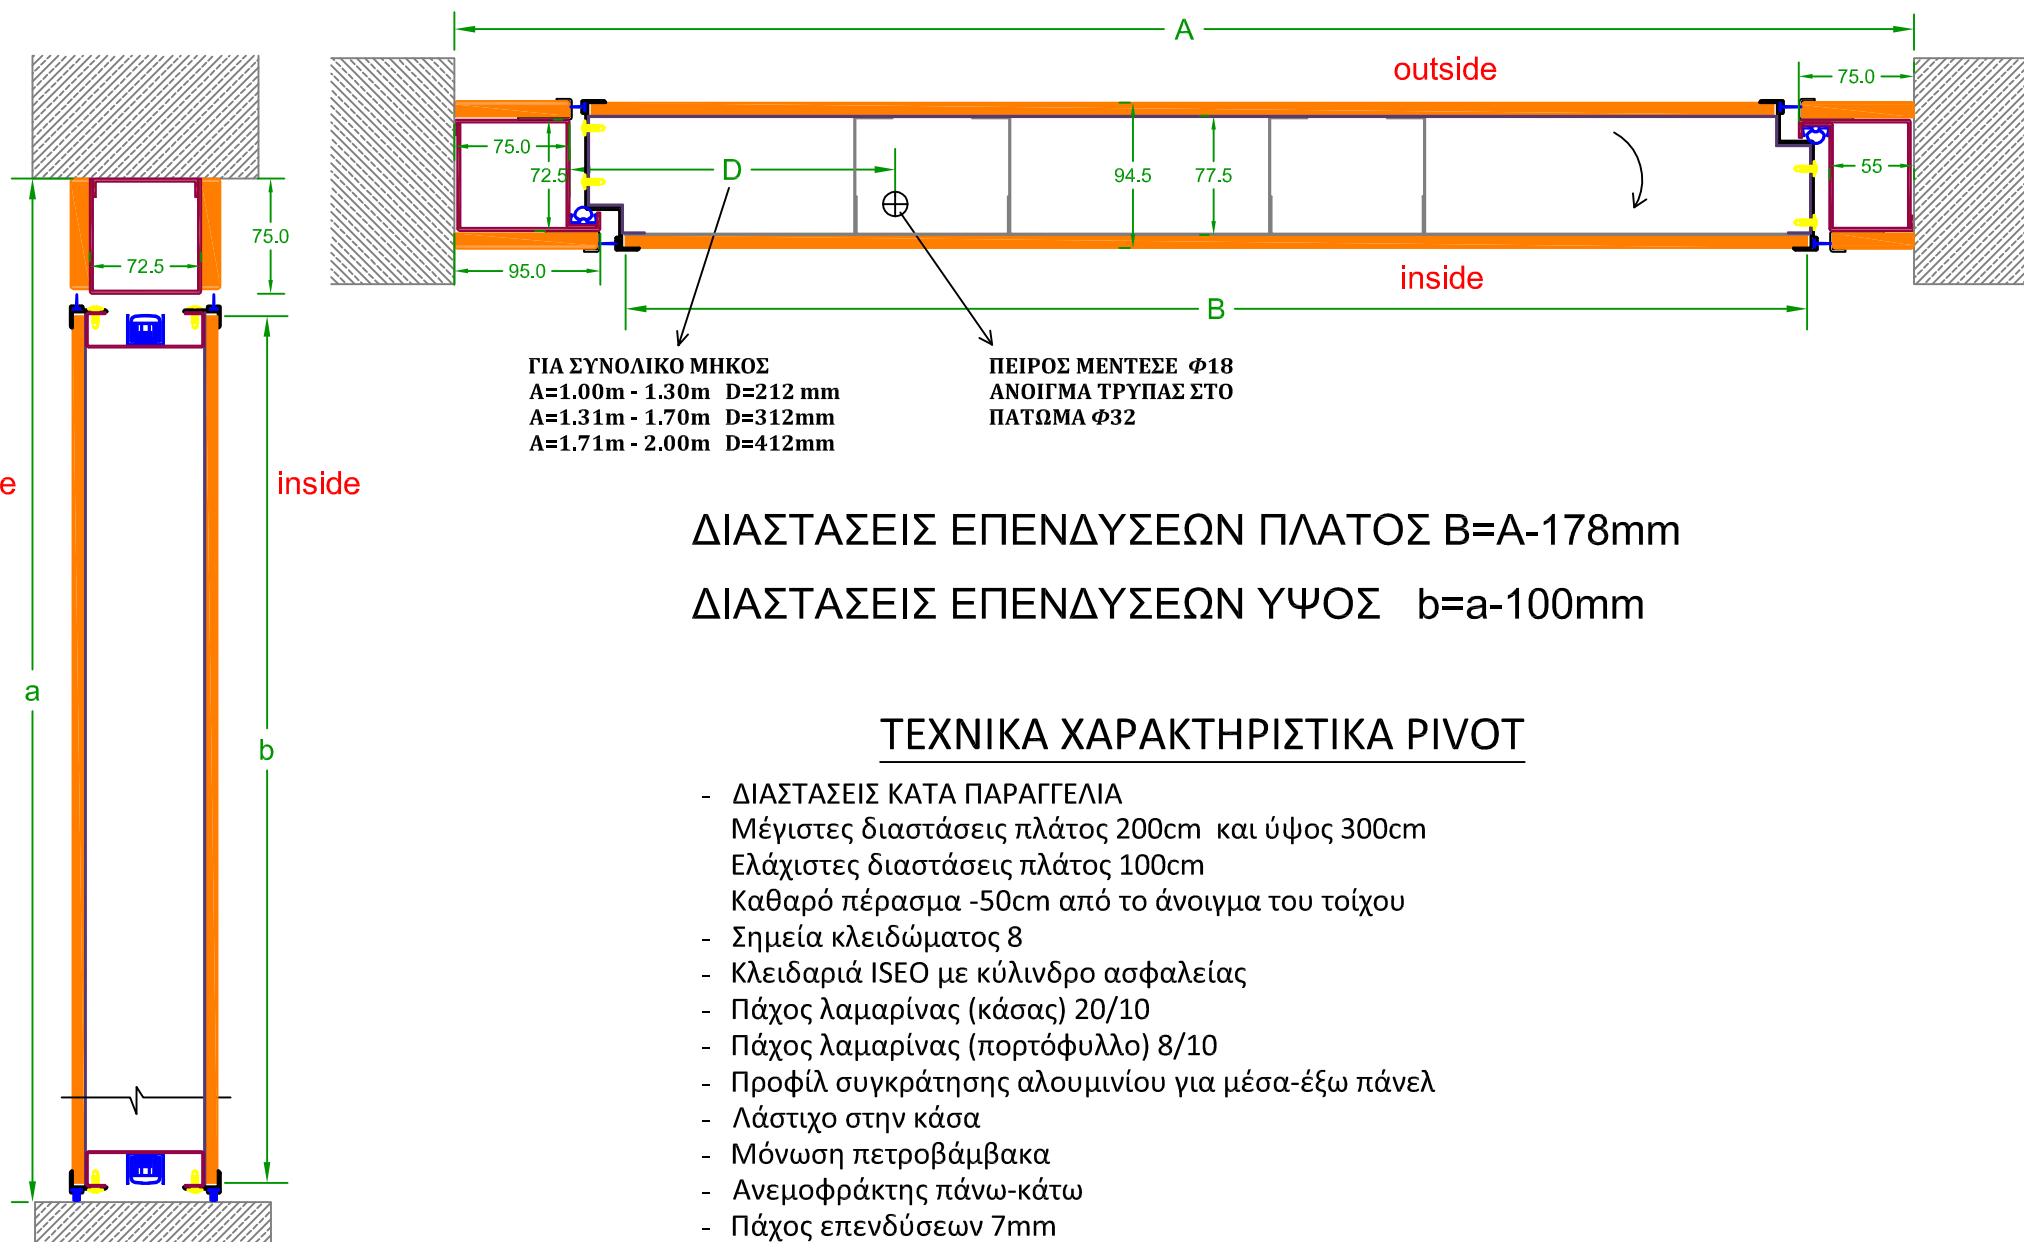 A
outside
75.0
75.0
72.5
D
94.5
77.5
55
75.0
72.5
95.0
inside
B
ΓΙΑ ΣΥΝΟΛΙΚΟ ΜΗΚΟΣ
A=1.00m - 1.30m D=212 mm
A=1.31m - 1.70m D=312mm
A=1.71m - 2.00m D=412mm
ΠΕΙΡΟΣ ΜΕΝΤΕΣΕ Φ18
ΑΝΟΙΓΜΑ ΤΡΥΠΑΣ ΣΤΟ
ΠΑΤΩΜΑ Φ32
e
inside
a
b
ΔΙΑΣΤΑΣΕΙΣ ΕΠΕΝΔΥΣΕΩΝ ΠΛΑΤΟΣ B=A-178mm
ΔΙΑΣΤΑΣΕΙΣ ΕΠΕΝΔΥΣΕΩΝ ΥΨΟΣ b=a-100mm
ΤΕΧΝΙΚΑ ΧΑΡΑΚΤΗΡΙΣΤΙΚΑ PIVOT
- ΔΙΑΣΤΑΣΕΙΣ ΚΑΤΑ ΠΑΡΑΓΓΕΛΙΑ
Μέγιστες διαστάσεις πλάτος 200cm και ύψος 300cm
Ελάχιστες διαστάσεις πλάτος 100cm
Καθαρό πέρασμα -50cm από το άνοιγμα του τοίχου
- Σημεία κλειδώματος 8
- Κλειδαριά ISEO με κύλινδρο ασφαλείας
- Πάχος λαμαρίνας (κάσας) 20/10
- Πάχος λαμαρίνας (πορτόφυλλο) 8/10
- Προφίλ συγκράτησης αλουμινίου για μέσα-έξω πάνελ
- Λάστιχο στην κάσα
- Μόνωση πετροβάμβακα
- Ανεμοφράκτης πάνω-κάτω
- Πάχος επενδύσεων 7mm